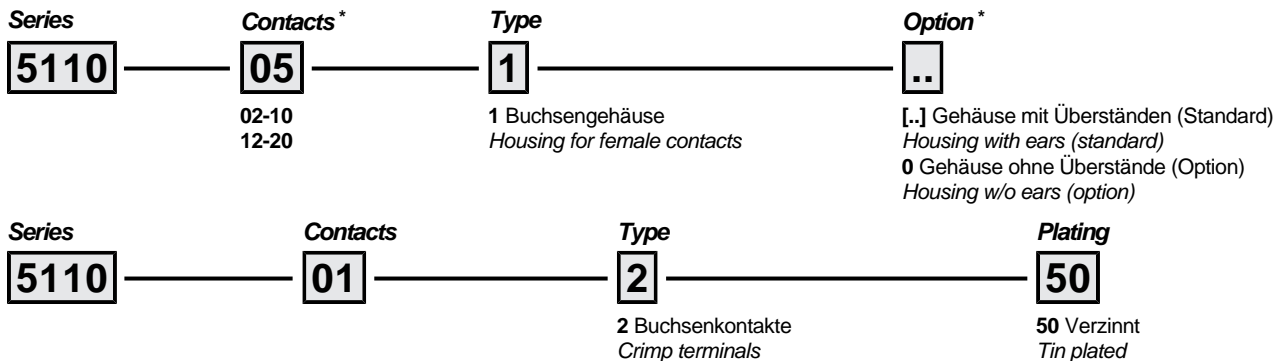 Series Contacts * Type Option *
5110 05 1 ..
02-10 1 Buchsengehäuse [..] Gehäuse mit Überständen (Standard)
12-20 Housing for female contacts Housing with ears (standard)
0 Gehäuse ohne Überstände (Option)
Housing w/o ears (option)
Series Contacts Type Plating
5110 01 2 50
2 Buchsenkontakte 50 Verzinnt
Crimp terminals Tin plated